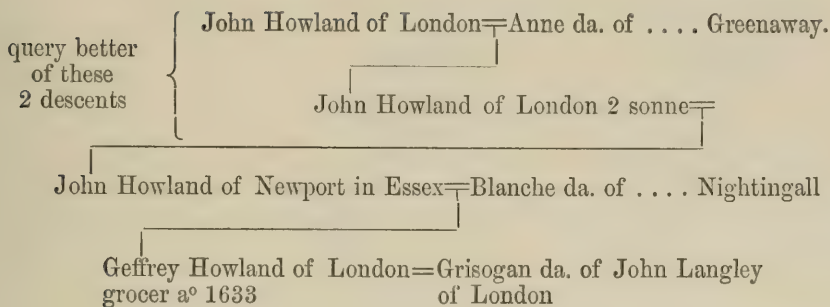 John Howland of London=Anne da. of .... Greenaway.
query better
of these
2 descents
John Howland of London 2 sonne=
John Howland of Newport in Essex=Blanche da. of .... Nightingall
Geffrey Howland of London=Grisogan da. of John Langley
grocer aº 1633 of London